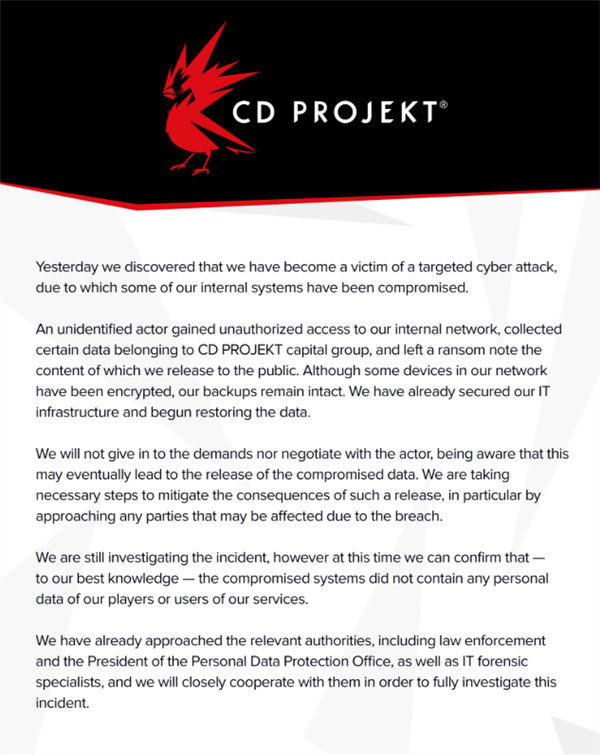 CD PROJEKT®
Yesterday we discovered that we have become a victim of a targeted cyber attack,
due to which some of our internal systems have been compromised.
An unidentified actor gained unauthorized access to our internal network, collected
certain data belonging to CD PROJEKT capital group, and left a ransom note the
content of which we release to the public. Although some devices in our network
have been encrypted, our backups remain intact. We have already secured our IT
infrastructure and begun restoring the data.
We will not give in to the demands nor negotiate with the actor, being aware that this
may eventually lead to the release of the compromised data. We are taking
necessary steps to mitigate the consequences of such a release, in particular by
approaching any parties that may be affected due to the breach.
We are still investigating the incident, however at this time we can confirm that —
to our best knowledge — the compromised systems did not contain any personal
data of our players or users of our services.
We have already approached the relevant authorities, including law enforcement
and the President of the Personal Data Protection Office, as well as IT forensic
specialists, and we will closely cooperate with them in order to fully investigate this
incident.